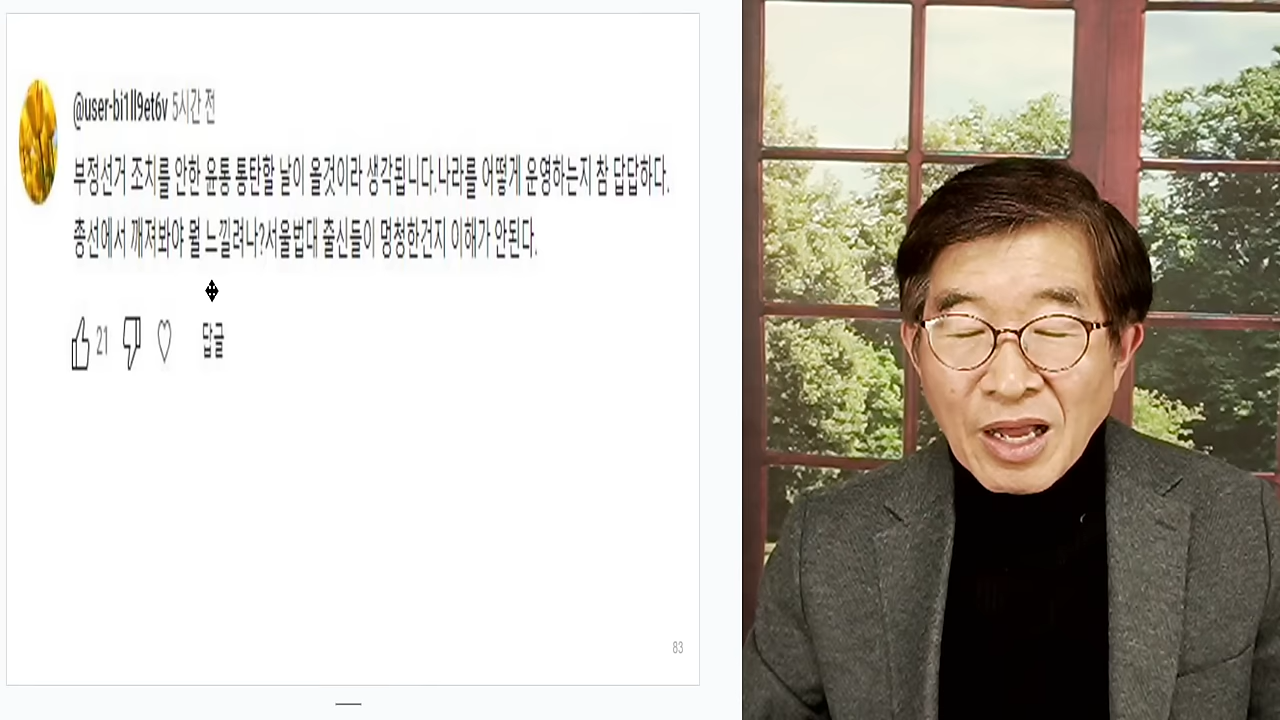 @user-bi1ll9et6v 5시간 전
부정선거 조치를 안한 윤통 통탄할 날이 올것이라 생각됩니다.나라를 어떻게 운영하는지 참 답답하다.
총선에서 깨져봐야 뭘 느낄려나?서울법대 출신들이 멍청한건지 이해가 안된다.
21 답글
83